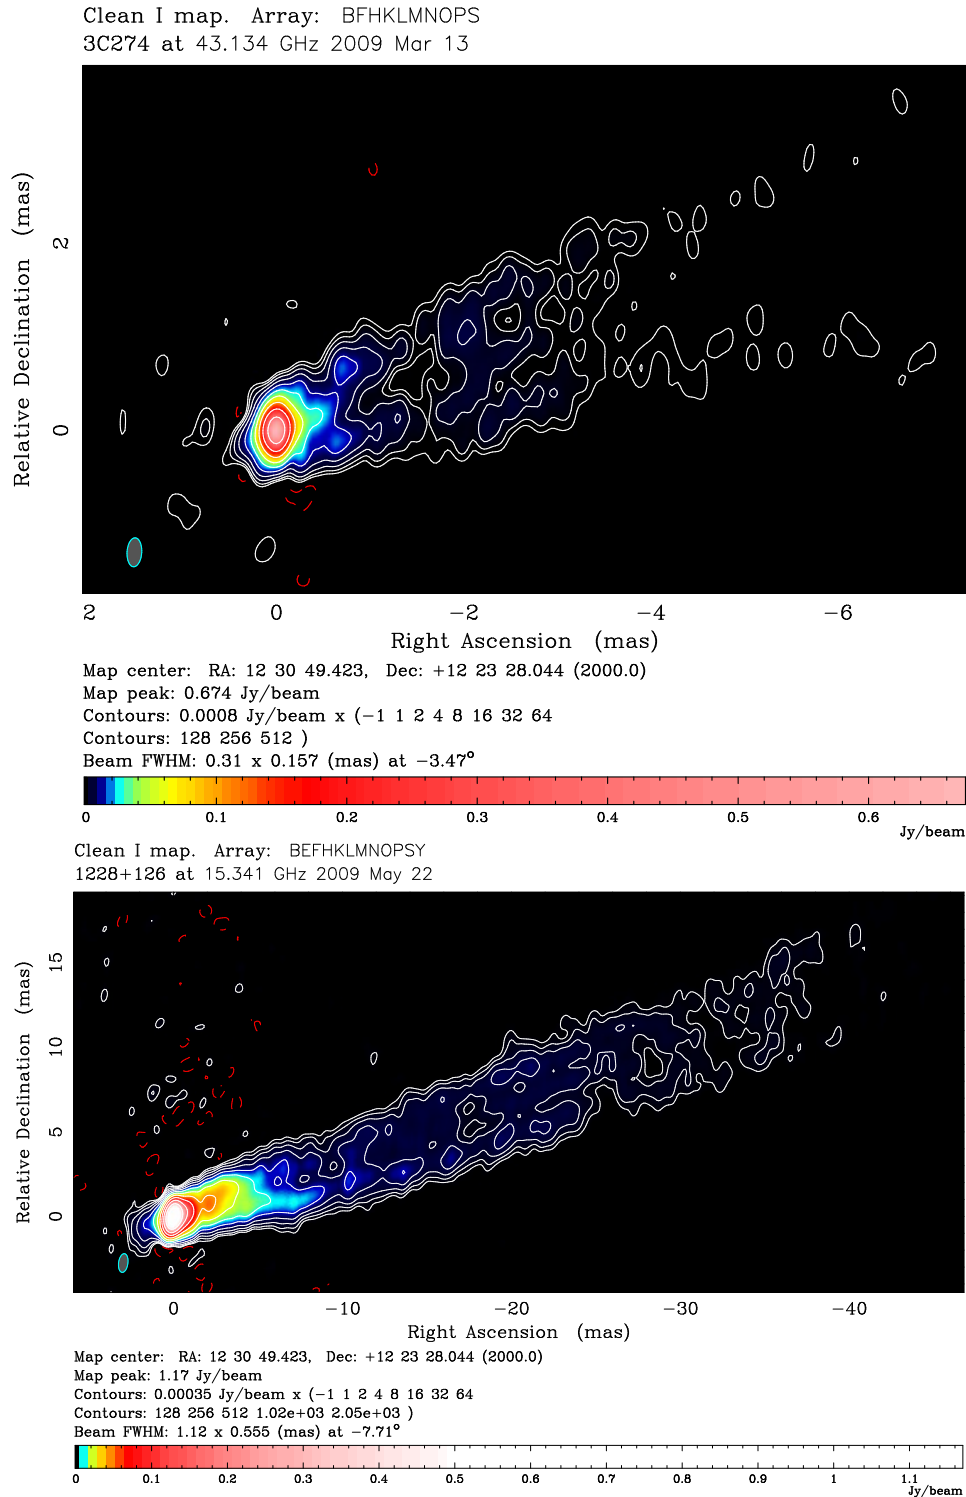 Clean I map.  Array:  BFHKLMNOPS
3C274 at 43.134 GHz 2009 Mar 13
Relative Declination  (mas)
2
0
2 0 −2 −4 −6
Right Ascension  (mas)
Map center:  RA: 12 30 49.423,  Dec: +12 23 28.044 (2000.0)
Map peak: 0.674 Jy/beam
Contours: 0.0008 Jy/beam x (−1 1 2 4 8 16 32 64
Contours: 128 256 512 )
Beam FWHM: 0.31 x 0.157 (mas) at −3.47°
0 0.1 0.2 0.3 0.4 0.5 0.6
Jy/beam
Clean I map.  Array:  BEFHKLMNOPSY
1228+126 at 15.341 GHz 2009 May 22
Relative Declination  (mas)
15
10
5
0
0 −10 −20 −30 −40
Right Ascension  (mas)
Map center:  RA: 12 30 49.423,  Dec: +12 23 28.044 (2000.0)
Map peak: 1.17 Jy/beam
Contours: 0.00035 Jy/beam x (−1 1 2 4 8 16 32 64
Contours: 128 256 512 1.02e+03 2.05e+03 )
Beam FWHM: 1.12 x 0.555 (mas) at −7.71°
0 0.1 0.2 0.3 0.4 0.5 0.6 0.7 0.8 0.9 1 1.1
Jy/beam